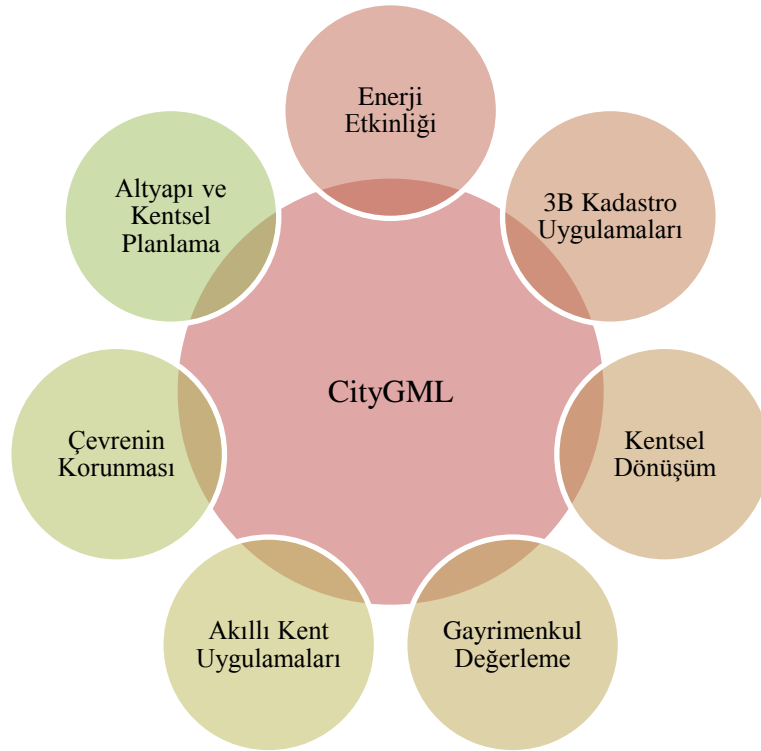 Enerji
Etkinliği
3B Kadastro
Uygulamaları
Kentsel
Dönüşüm
Gayrimenkul
Değerleme
Akıllı Kent
Uygulamaları
Çevrenin
Korunması
Altyapı ve
Kentsel
Planlama
CityGML